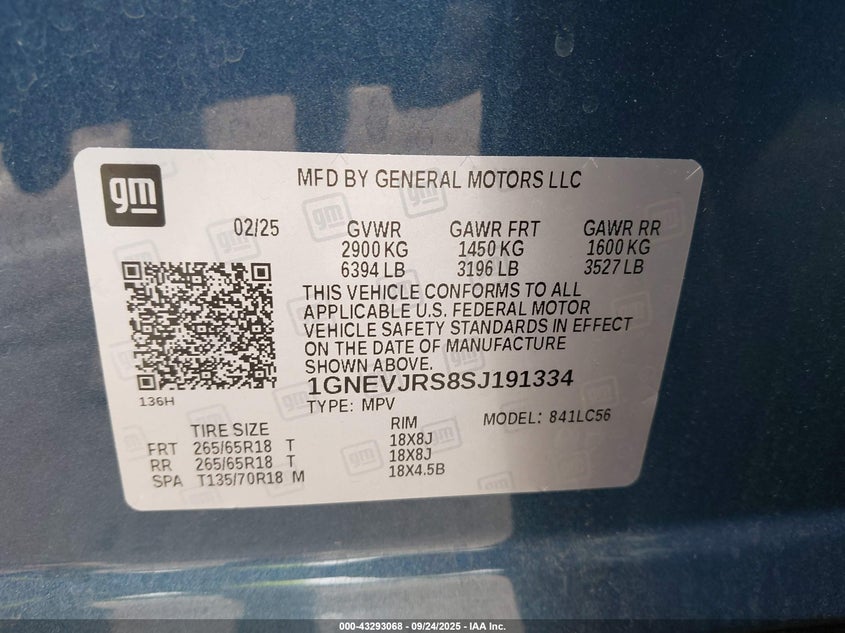 gm
MFD BY GENERAL MOTORS LLC
02/25 GVWR GAWR FRT GAWR RR
2900 KG 1450 KG 1600 KG
6394 LB 3196 LB 3527 LB
THIS VEHICLE CONFORMS TO ALL
APPLICABLE U.S. FEDERAL MOTOR
VEHICLE SAFETY STANDARDS IN EFFECT
ON THE DATE OF MANUFACTURE
SHOWN ABOVE.
1GNEVJRS8SJ191334
136H
TYPE: MPV MODEL: 841LC56
TIRE SIZE RIM
FRT 265/65R18 T 18X8J
RR 265/65R18 T 18X8J
SPA T135/70R18 M 18X4.5B
000-43293068 - 09/24/2025 - IAA Inc.